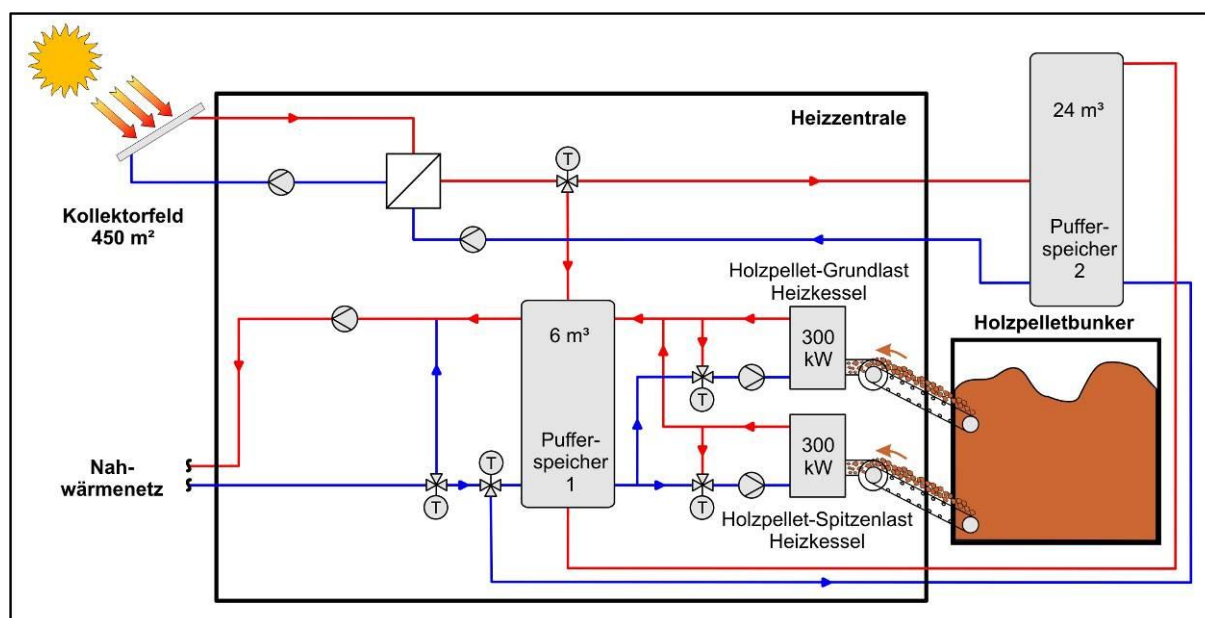 Heizzentrale
24 m³
T
Kollektorfeld
450 m²
Puffer-
speicher
2
Holzpellet-Grundlast
Heizkessel
6 m³
300
kW
Holzpelletbunker
T
Puffer-
speicher
1
300
kW
Nah-
wärmenetz
T
T
T
Holzpellet-Spitzenlast
Heizkessel